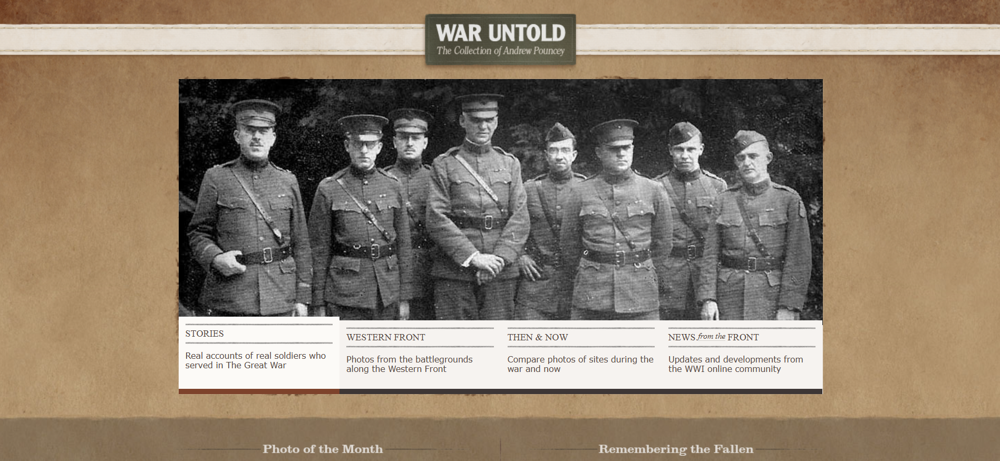 WAR UNTOLD
The Collection of Andrew Pouncey
STORIES
Real accounts of real soldiers who
served in The Great War
WESTERN FRONT
Photos from the battlegrounds
along the Western Front
THEN & NOW
Compare photos of sites during the
war and now
NEWS from the FRONT
Updates and developments from
the WWI online community
Photo of the Month
Remembering the Fallen